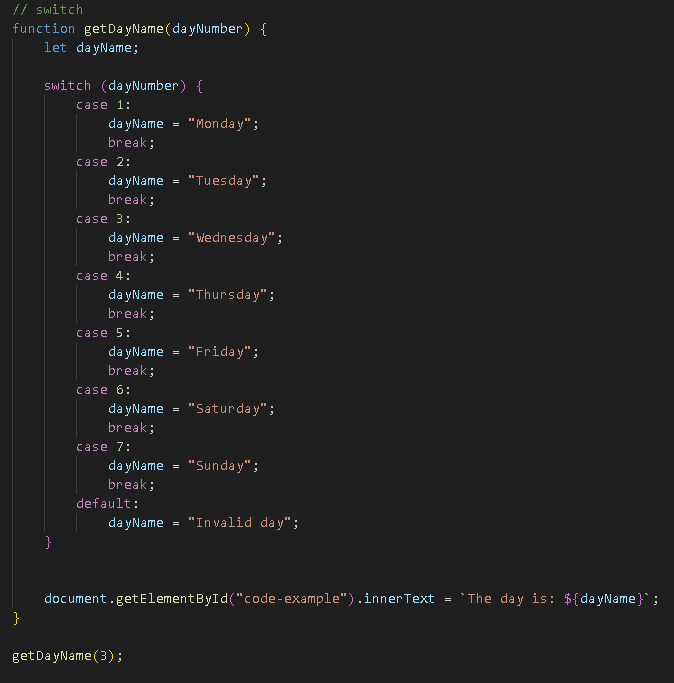 // switch
function getDayName(dayNumber) {
    let dayName;

    switch (dayNumber) {
        case 1:
            dayName = "Monday";
            break;
        case 2:
            dayName = "Tuesday";
            break;
        case 3:
            dayName = "Wednesday";
            break;
        case 4:
            dayName = "Thursday";
            break;
        case 5:
            dayName = "Friday";
            break;
        case 6:
            dayName = "Saturday";
            break;
        case 7:
            dayName = "Sunday";
            break;
        default:
            dayName = "Invalid day";
    }


    document.getElementById("code-example").innerText = `The day is: ${dayName}`;
}

getDayName(3);